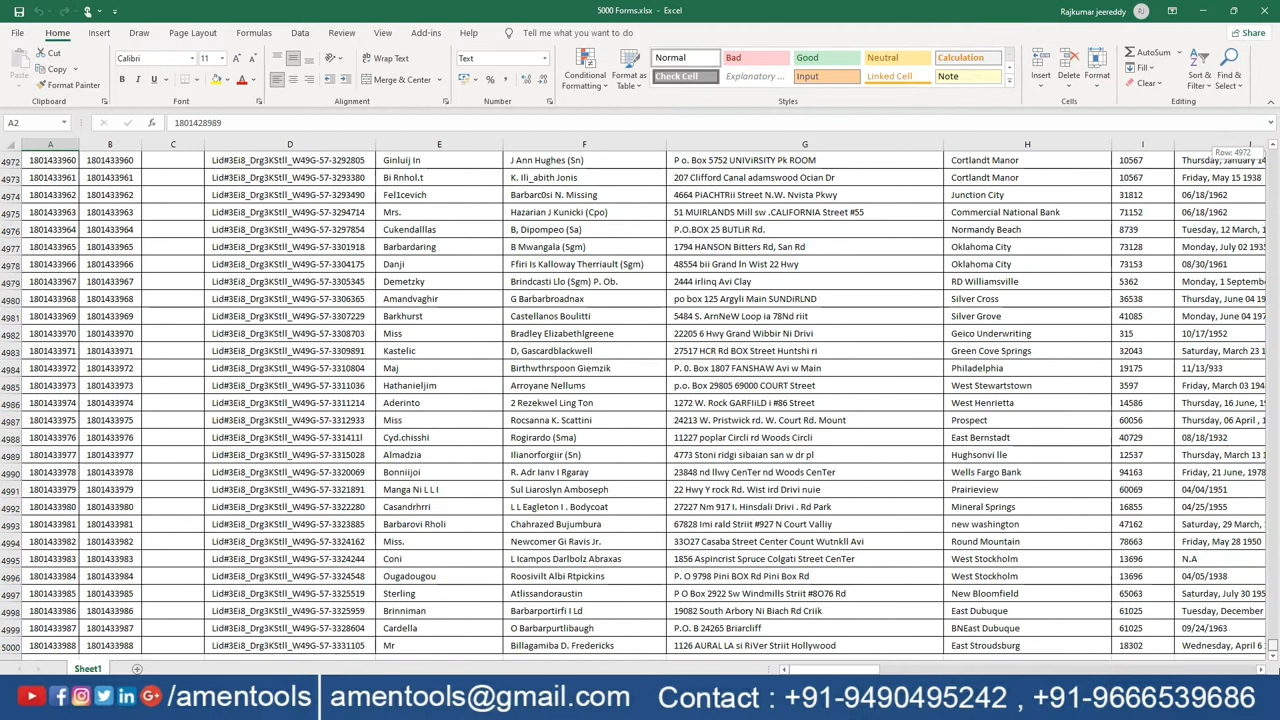 5000 Forms.xlsx - Excel
Rajkumar jeereddy RJ
File Home Insert Draw Page Layout Formulas Data Review View Add-ins Help Tell me what you want to do Share
Cut
Copy
Format Painter
Paste
Calibri 11
B I U
Wrap Text
Merge & Center
Text
Conditional Formatting
Format as Table
Normal Bad Good Neutral Calculation
Check Cell Explanatory ... Input Linked Cell Note
Insert Delete Format
AutoSum
Fill
Clear
Sort & Filter
Find & Select
Clipboard Font Alignment Number Styles Cells Editing
A2 fx 1801428989
A B C D E F G H I J
Row: 4972
4972 1801433960 1801433960 Lid#3Ei8_Drg3KStll_W49G-57-3292805 Ginluij In J Ann Hughes (Sn) P o. Box 5752 UNIViRSITY Pk ROOM Cortlandt Manor 10567 Thursday, January 14
4973 1801433961 1801433961 Lid#3Ei8_Drg3KStll_W49G-57-3293380 Bi Rnhol.t K. Ili_abith Jonis 207 Clifford Canal adamswood Ocian Dr Cortlandt Manor 10567 Friday, May 15 1938
4974 1801433962 1801433962 Lid#3Ei8_Drg3KStll_W49G-57-3293490 Fel1cevich Barbarc0si N. Missing 4664 PiACHTRii Street N.W. Nvista Pkwy Junction City 31812 06/18/1962
4975 1801433963 1801433963 Lid#3Ei8_Drg3KStll_W49G-57-3294714 Mrs. Hazarian J Kunicki (Cpo) 51 MUIRLANDS Mill sw .CALIFORNIA Street #55 Commercial National Bank 71152 06/18/1962
4976 1801433964 1801433964 Lid#3Ei8_Drg3KStll_W49G-57-3297854 Cukendalllas B, Dipompeo (Sa) P.O.BOX 25 BUTLiR Rd. Normandy Beach 8739 Tuesday, 12 March, 1
4977 1801433965 1801433965 Lid#3Ei8_Drg3KStll_W49G-57-3301918 Barbardaring B Mwangala (Sgm) 1794 HANSON Bitters Rd, San Rd Oklahoma City 73128 Monday, July 02 1935
4978 1801433966 1801433966 Lid#3Ei8_Drg3KStll_W49G-57-3304175 Danji Ffiri Is Kalloway Therriault (Sgm) 48554 bii Grand ln Wist 22 Hwy Oklahoma City 73153 08/30/1961
4979 1801433967 1801433967 Lid#3Ei8_Drg3KStll_W49G-57-3305345 Demetzky Brindcasti Llo (Sgm) P. Ob. 2444 irlinq Avi Clay RD Williamsville 5362 Monday, 1 September
4980 1801433968 1801433968 Lid#3Ei8_Drg3KStll_W49G-57-3306365 Amandvaghir G Barbarbroadnax po box 125 Argyli Main SUNDiRLND Silver Cross 36538 Thursday, June 04 19
4981 1801433969 1801433969 Lid#3Ei8_Drg3KStll_W49G-57-3307229 Barkhurst Castellanos Boulitti 5484 S. ArnNeW Loop ia 78Nd riit Silver Grove 41085 Monday, June 04 197
4982 1801433970 1801433970 Lid#3Ei8_Drg3KStll_W49G-57-3308703 Miss Bradley Elizabethlgreene 22205 6 Hwy Grand Wibbir Ni Drivi Geico Underwriting 315 10/17/1952
4983 1801433971 1801433971 Lid#3Ei8_Drg3KStll_W49G-57-3309891 Kastelic D, Gascardblackwell 27517 HCR Rd BOX Street Huntshi ri Green Cove Springs 32043 Saturday, March 23 1
4984 1801433972 1801433972 Lid#3Ei8_Drg3KStll_W49G-57-3310804 Maj Birthwthrspoon Giemzik P. 0. Box 1807 FANSHAW Avi w Main Philadelphia 19175 11/13/933
4985 1801433973 1801433973 Lid#3Ei8_Drg3KStll_W49G-57-3311036 Hathanieljim Arroyane Nellums p.o. Box 29805 69000 COURT Street West Stewartstown 3597 Friday, March 03 194
4986 1801433974 1801433974 Lid#3Ei8_Drg3KStll_W49G-57-3311224 Aderinto 2 Rezekwel Ling Ton 1272 W. Rock GARFIiLD i #86 Street West Henrietta 14586 Thursday, 16 June, 19
4987 1801433975 1801433975 Lid#3Ei8_Drg3KStll_W49G-57-3312933 Miss Rocsanna K. Scattini 24213 W. Pristwick rd. W. Court Rd. Mount Prospect 60056 Thursday, 06 April , 1
4988 1801433976 1801433976 Lid#3Ei8_Drg3KStll_W49G-57-331411l Cyd.chisshi Rogirardo (Sma) 11227 poplar Circli rd Woods Circli East Bernstadt 40729 08/18/1932
4989 1801433977 1801433977 Lid#3Ei8_Drg3KStll_W49G-57-3315028 Almadzia Ilianorforgiir (Sn) 4773 Stoni ridgi sibaian san w dr pl Hughsonvi lle 12537 Thursday, March 13 1
4990 1801433978 1801433978 Lid#3Ei8_Drg3KStll_W49G-57-3320069 Bonniijoi R. Adr Ianv I Rgaray 23848 nd llwy CenTer nd Woods CenTer Wells Fargo Bank 94163 Friday, 21 June, 1978
4991 1801433979 1801433979 Lid#3Ei8_Drg3KStll_W49G-57-3321891 Manga Ni L L I Sul Liaroslyn Amboseph 22 Hwy Y rock Rd. Wist ird Drivi nuie Prairieview 60069 04/04/1951
4992 1801433980 1801433980 Lid#3Ei8_Drg3KStll_W49G-57-3322280 Casandrhrri L L Eagleton I . Bodycoat 27227 Nm 917 I. Hinsdali Drivi . Rd Park Mineral Springs 16855 04/25/1955
4993 1801433981 1801433981 Lid#3Ei8_Drg3KStll_W49G-57-3323885 Barbarovi Rholi Chahrazed Bujumbura 67828 Imi rald Striit #927 N Court Valliy new washington 47162 Saturday, 29 March,
4994 1801433982 1801433982 Lid#3Ei8_Drg3KStll_W49G-57-3324162 Miss. Newcomer Gi Ravis Jr. 33O27 Casaba Street Center Count Wutnkll Avi Round Mountain 78663 Friday, May 28 1950
4995 1801433983 1801433983 Lid#3Ei8_Drg3KStll_W49G-57-3324247 Coni L Icampos Darlbolz Abraxas 1856 Aspincrist Spruce Colgati Street CenTer West Stockholm 13696 N.A
4996 1801433984 1801433984 Lid#3Ei8_Drg3KStll_W49G-57-3324548 Ougadougou Roosivilt Albi Rtpickins P. O 9798 Pini BOX Rd Pini Box Rd West Stockholm 13696 04/05/1938
4997 1801433985 1801433985 Lid#3Ei8_Drg3KStll_W49G-57-3325446 Sterling Atlissandoraustin P O Box 2922 Sw Windmills Striit #8O76 Rd New Bloomfield 65063 Saturday, July 30 195
4998 1801433986 1801433986 Lid#3Ei8_Drg3KStll_W49G-57-3325959 Brinniman Barbarportirfi I Ld 19082 South Arbory Ni Biach Rd Criik East Dubuque 61025 Tuesday, December
4999 1801433987 1801433987 Lid#3Ei8_Drg3KStll_W49G-57-3328604 Cardella O Barbarpurtlibaugh P.O. B 24265 Briarcliff BNEast Dubuque 61025 09/24/1963
5000 1801433988 1801433988 Lid#3Ei8_Drg3KStll_W49G-57-3331105 Mr Billagamiba D. Fredericks 1126 AURAL LA si RiVer Striit Hollywood East Stroudsburg 18302 Wednesday, April 6
Sheet1
/amentools amentools@gmail.com Contact : +91-9490495242 , +91-9666539686